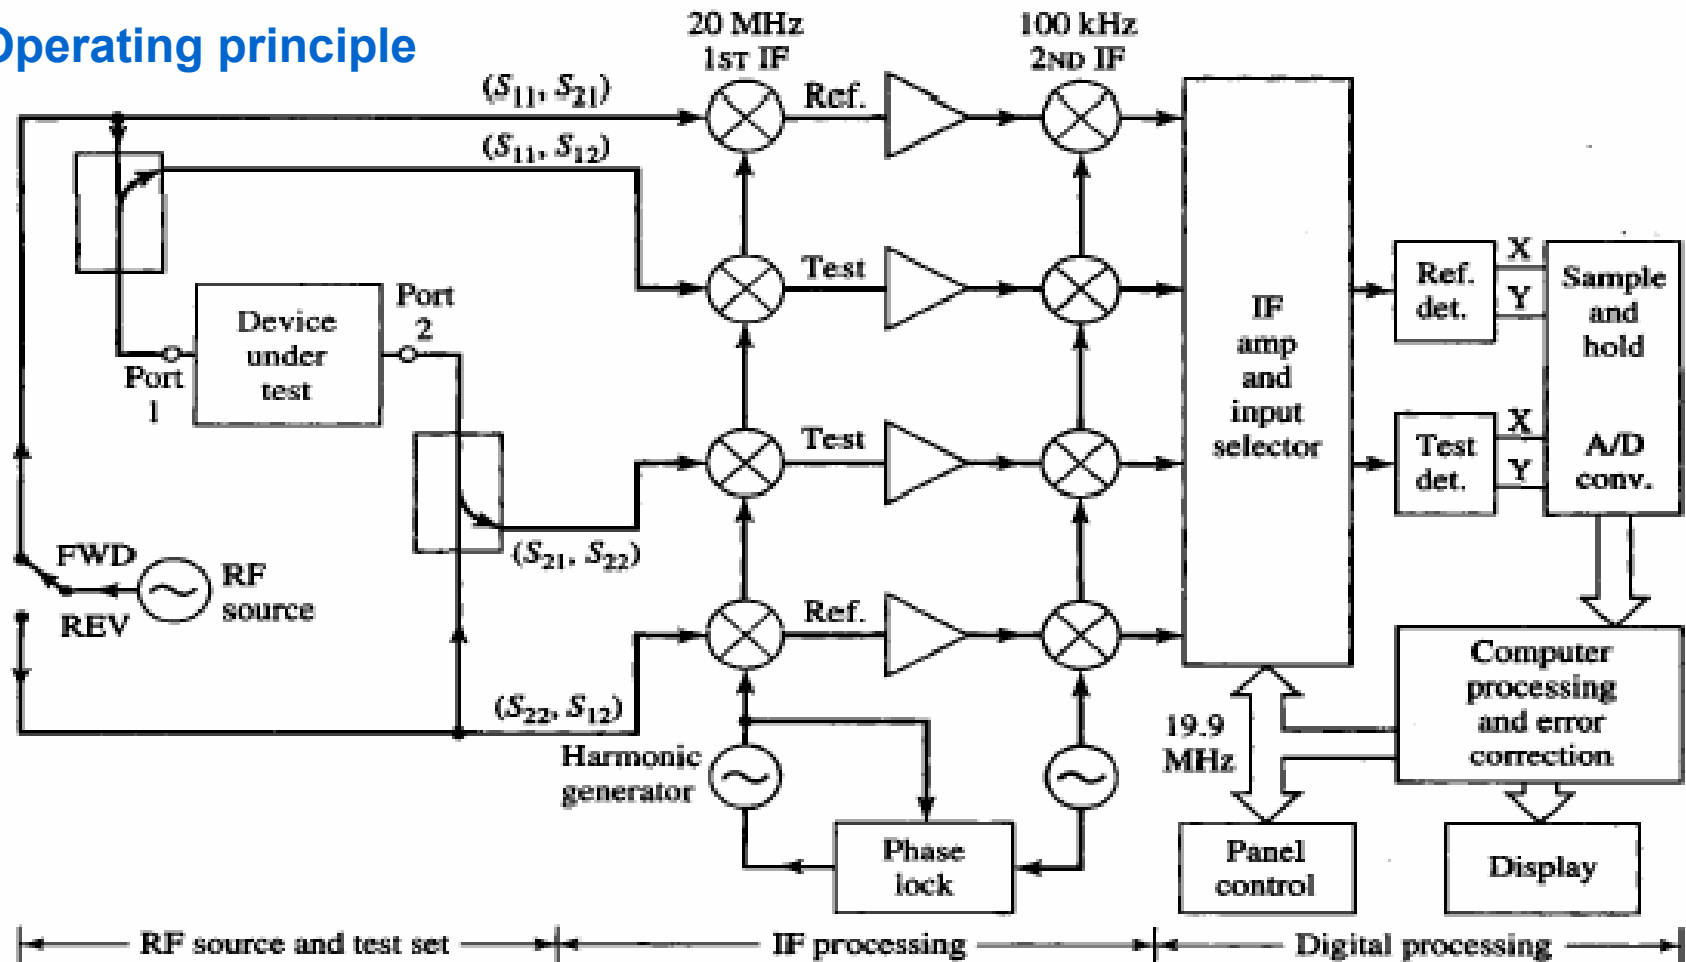 Operating principle
20 MHz
1ST IF
100 kHz
2ND IF
(S11, S21)
Ref.
(S11, S12)
Test
Port
2
Device
under
test
Port
1
Test
(S21, S22)
FWD
REV
RF
source
Ref.
(S22, S12)
Harmonic
generator
Phase
lock
IF
amp
and
input
selector
Ref.
det.
X
Y
Sample
and
hold
Test
det.
X
Y
A/D
conv.
19.9
MHz
Computer
processing
and error
correction
Panel
control
Display
RF source and test set
IF processing
Digital processing